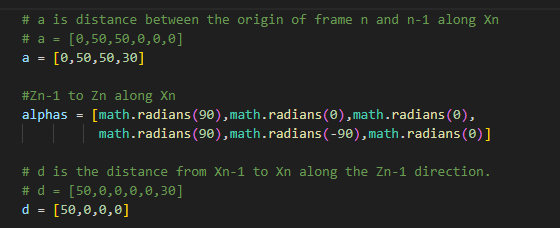 # a is distance between the origin of frame n and n-1 along Xn
# a = [0,50,50,0,0,0]
a = [0,50,50,30]
#Zn-1 to Zn along Xn
alphas = [math.radians(90),math.radians(0),math.radians(0),
math.radians(90),math.radians(-90),math.radians(0)]
# d is the distance from Xn-1 to Xn along the Zn-1 direction.
# d = [50,0,0,0,0,30]
d = [50,0,0,0]